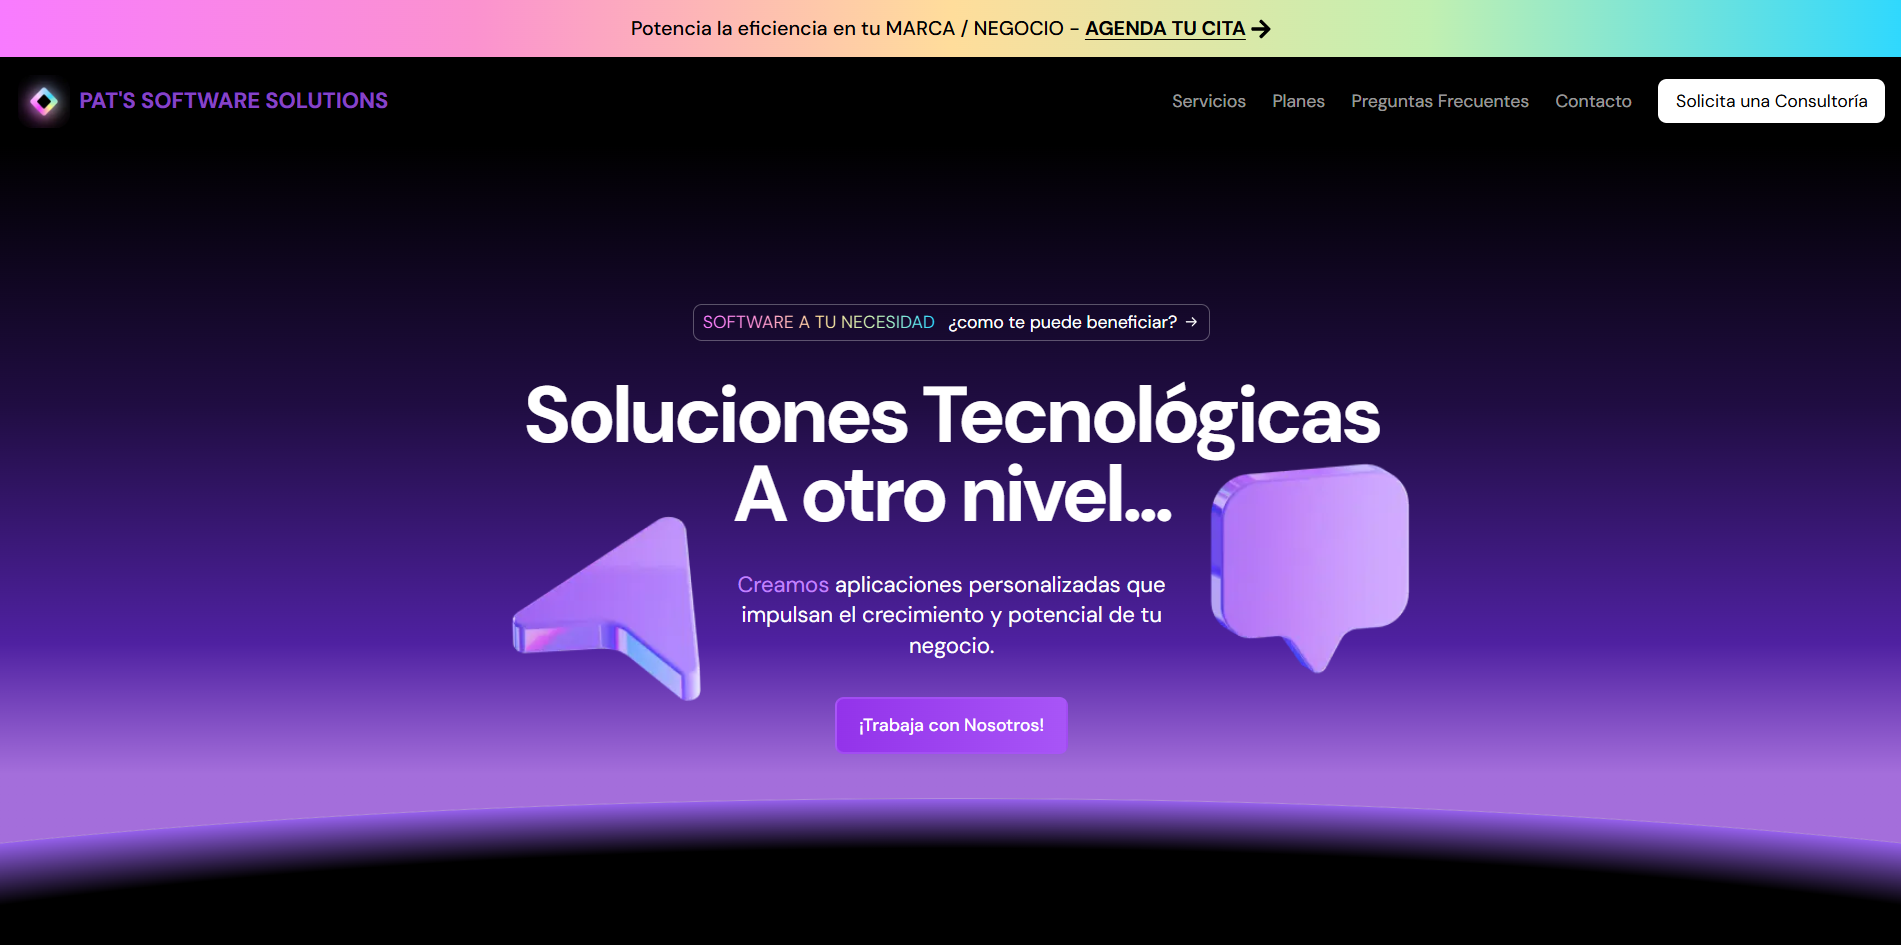 Potencia la eficiencia en tu MARCA / NEGOCIO - AGENDA TU CITA
PAT'S SOFTWARE SOLUTIONS
Servicios
Planes
Preguntas Frecuentes
Contacto
Solicita una Consultoría
SOFTWARE A TU NECESIDAD ¿como te puede beneficiar? →
Soluciones Tecnológicas
A otro nivel...
Creamos aplicaciones personalizadas que
impulsan el crecimiento y potencial de tu
negocio.
¡Trabaja con Nosotros!